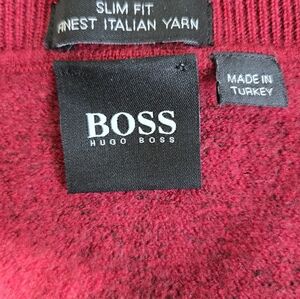 SLIM FIT
FINEST ITALIAN YARN
BOSS
HUGO BOSS
MADE IN
TURKEY